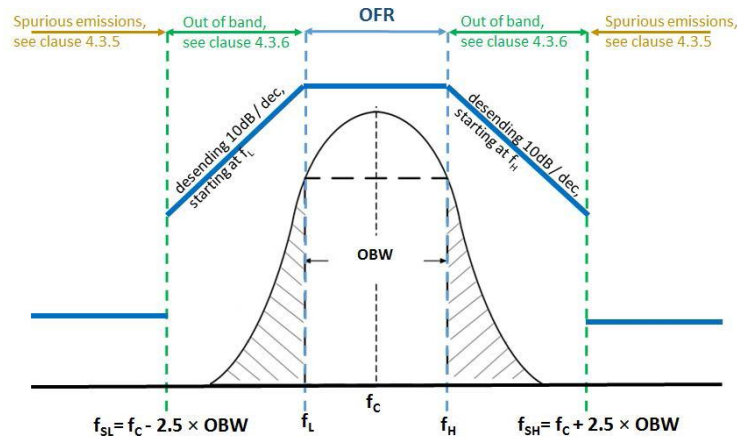 Spurious emissions,
see clause 4.3.5
Out of band,
see clause 4.3.6
OFR
Out of band,
see clause 4.3.6
Spurious emissions,
see clause 4.3.5
desending 10dB / dec,
starting at fL
desending 10dB / dec,
starting at fH
OBW
fSL= fC - 2.5 × OBW
fL
fC
fH
fSH= fC + 2.5 × OBW